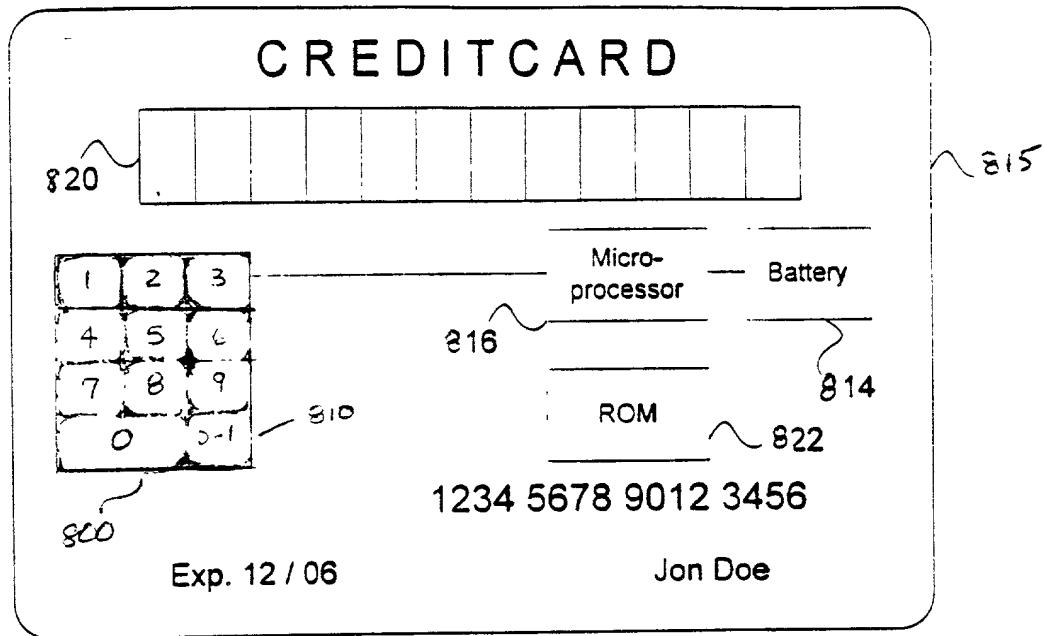 CREDITCARD
820
815
1 2 3
Micro-
processor
Battery
4 5 6
816
814
7 8 9
ROM
0
810
822
800
1234 5678 9012 3456
Exp. 12 / 06
Jon Doe